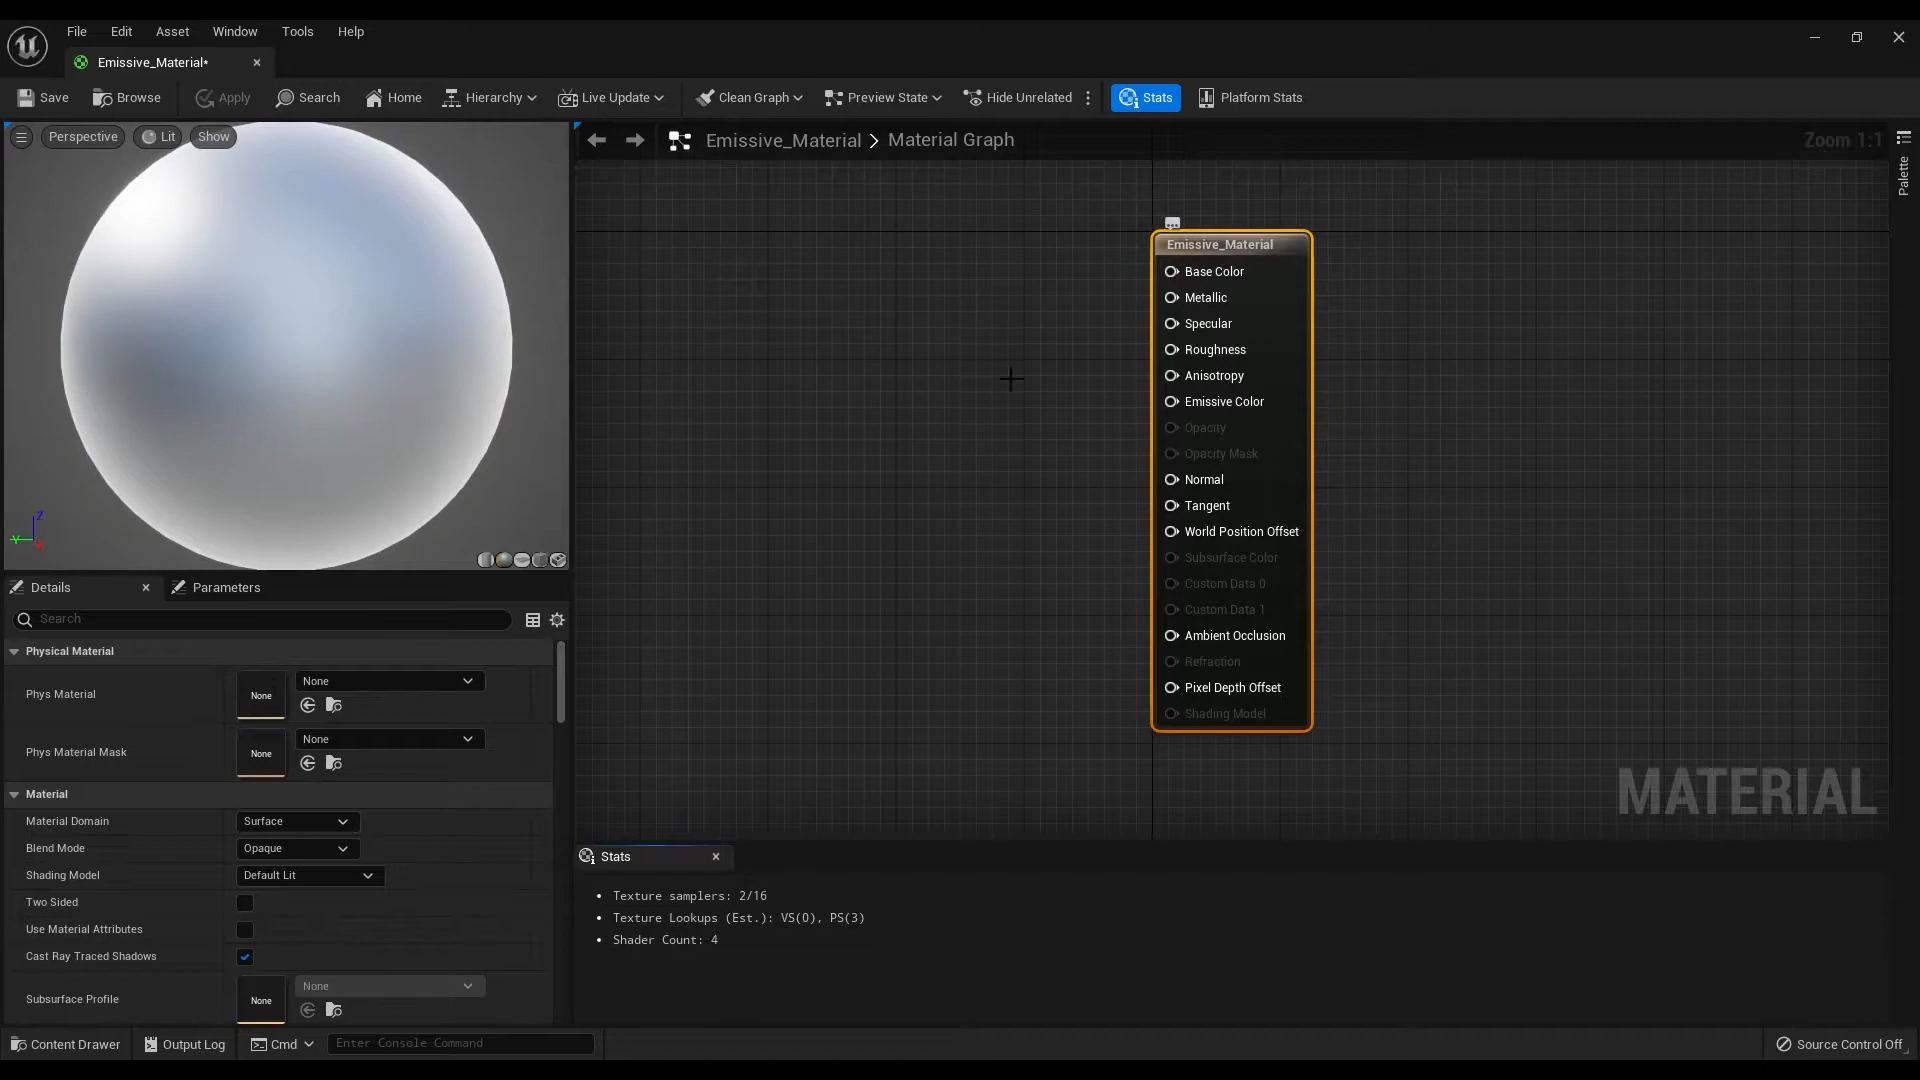 File Edit Asset Window Tools Help
Emissive_Material*
Save Browse Apply Search Home Hierarchy Live Update Clean Graph Preview State Hide Unrelated Stats Platform Stats
Perspective Lit Show
Emissive_Material > Material Graph
Zoom 1:1
Palette
Emissive_Material
Base Color
Metallic
Specular
Roughness
Anisotropy
Emissive Color
Opacity
Opacity Mask
Normal
Tangent
World Position Offset
Subsurface Color
Custom Data 0
Custom Data 1
Ambient Occlusion
Refraction
Pixel Depth Offset
Shading Model
MATERIAL
Z
Y
X
Details Parameters
Search
Physical Material
Phys Material None None
Phys Material Mask None None
Material
Material Domain Surface
Blend Mode Opaque
Shading Model Default Lit
Two Sided
Use Material Attributes
Cast Ray Traced Shadows
Subsurface Profile None None
Stats
Texture samplers: 2/16
Texture Lookups (Est.): VS(0), PS(3)
Shader Count: 4
Content Drawer Output Log Cmd Enter Console Command Source Control Off